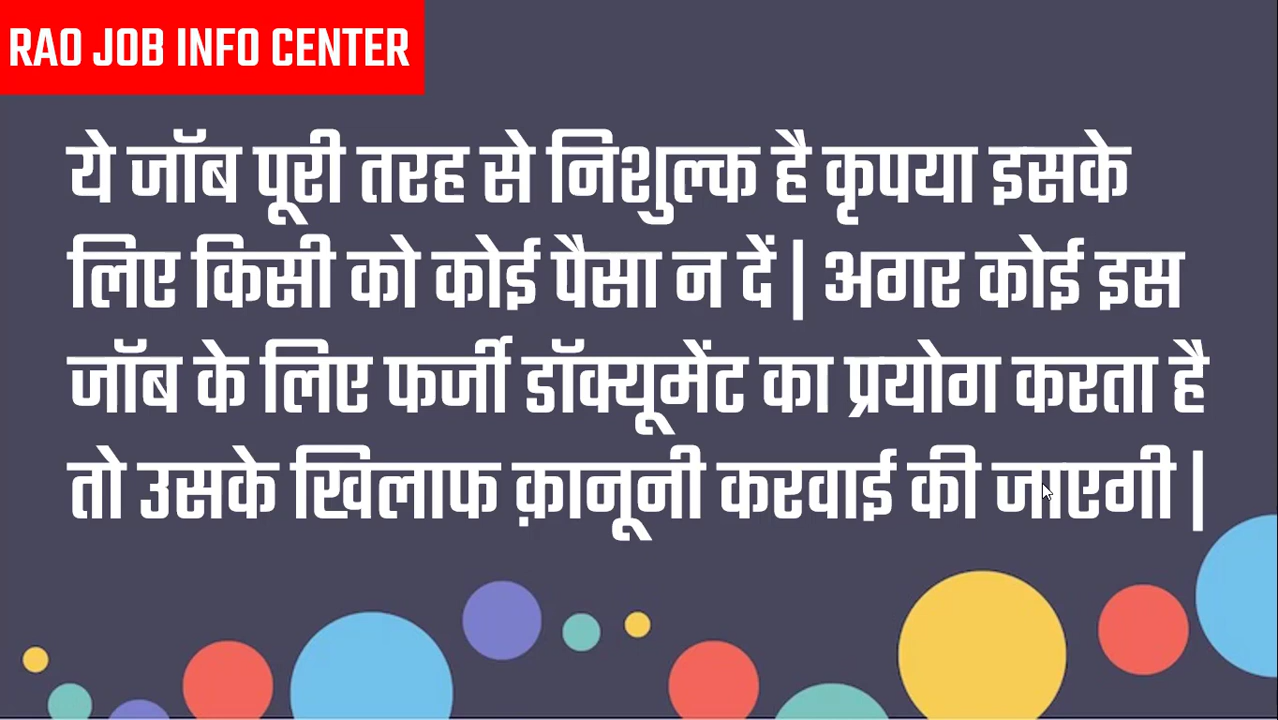 RAO JOB INFO CENTER
ये जॉब पूरी तरह से निशुल्क है कृपया इसके
लिए किसी को कोई पैसा न दें | अगर कोई इस
जॉब के लिए फर्जी डॉक्यूमेंट का प्रयोग करता है
तो उसके खिलाफ क़ानूनी करवाई की जाएगी |